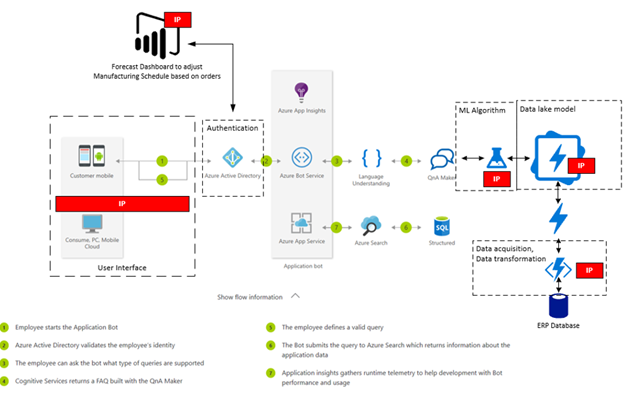 IP
Forecast Dashboard to adjust
Manufacturing Schedule based on orders
Azure App Insights
Authentication
ML Algorithm
Data lake model
Customer mobile
1
5
Azure Active Directory
2
Azure Bot Service
3
Language
Understanding
4
QnA Maker
IP
IP
IP
Consume, PC, Mobile
Cloud
User Interface
Azure App Service
Application bot
7
Azure Search
6
SQL
Structured
Data acquisition,
Data transformation
IP
ERP Database
Show flow information
1 Employee starts the Application Bot
2 Azure Active Directory validates the employee's identity
3 The employee can ask the bot what type of queries are supported
4 Cognitive Services returns a FAQ built with the QnA Maker
5 The employee defines a valid query
6 The Bot submits the query to Azure Search which returns information about the
application data
7 Application insights gathers runtime telemetry to help development with Bot
performance and usage